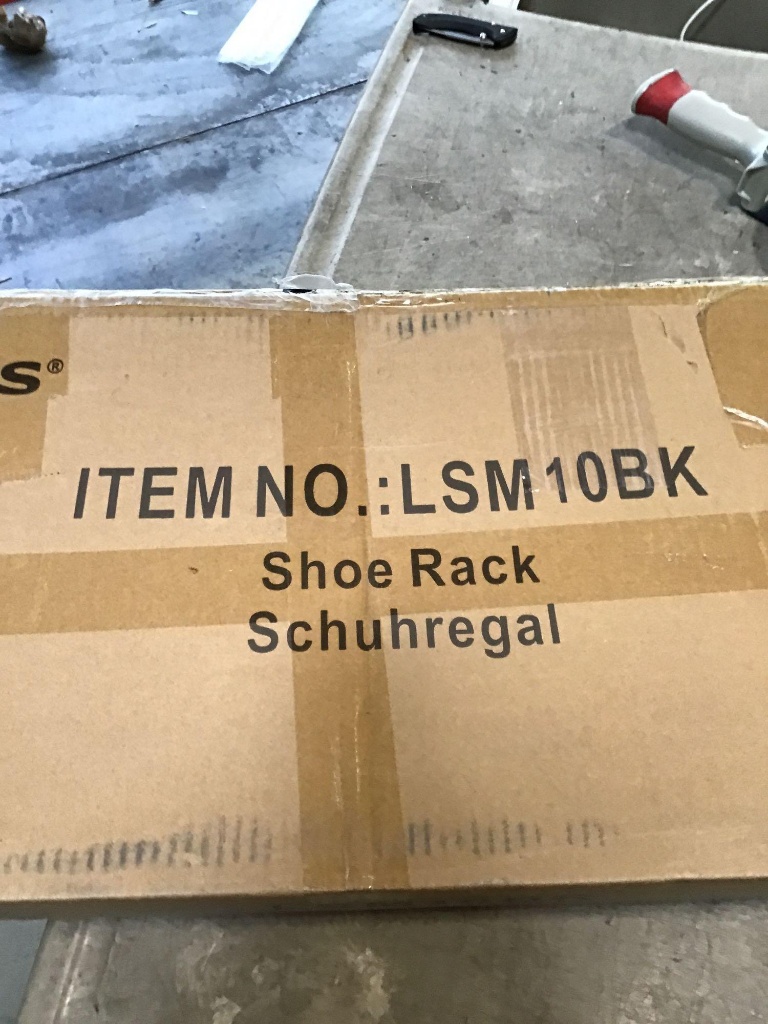 s®
ITEM NO.:LSM10BK
Shoe Rack
Schuhregal